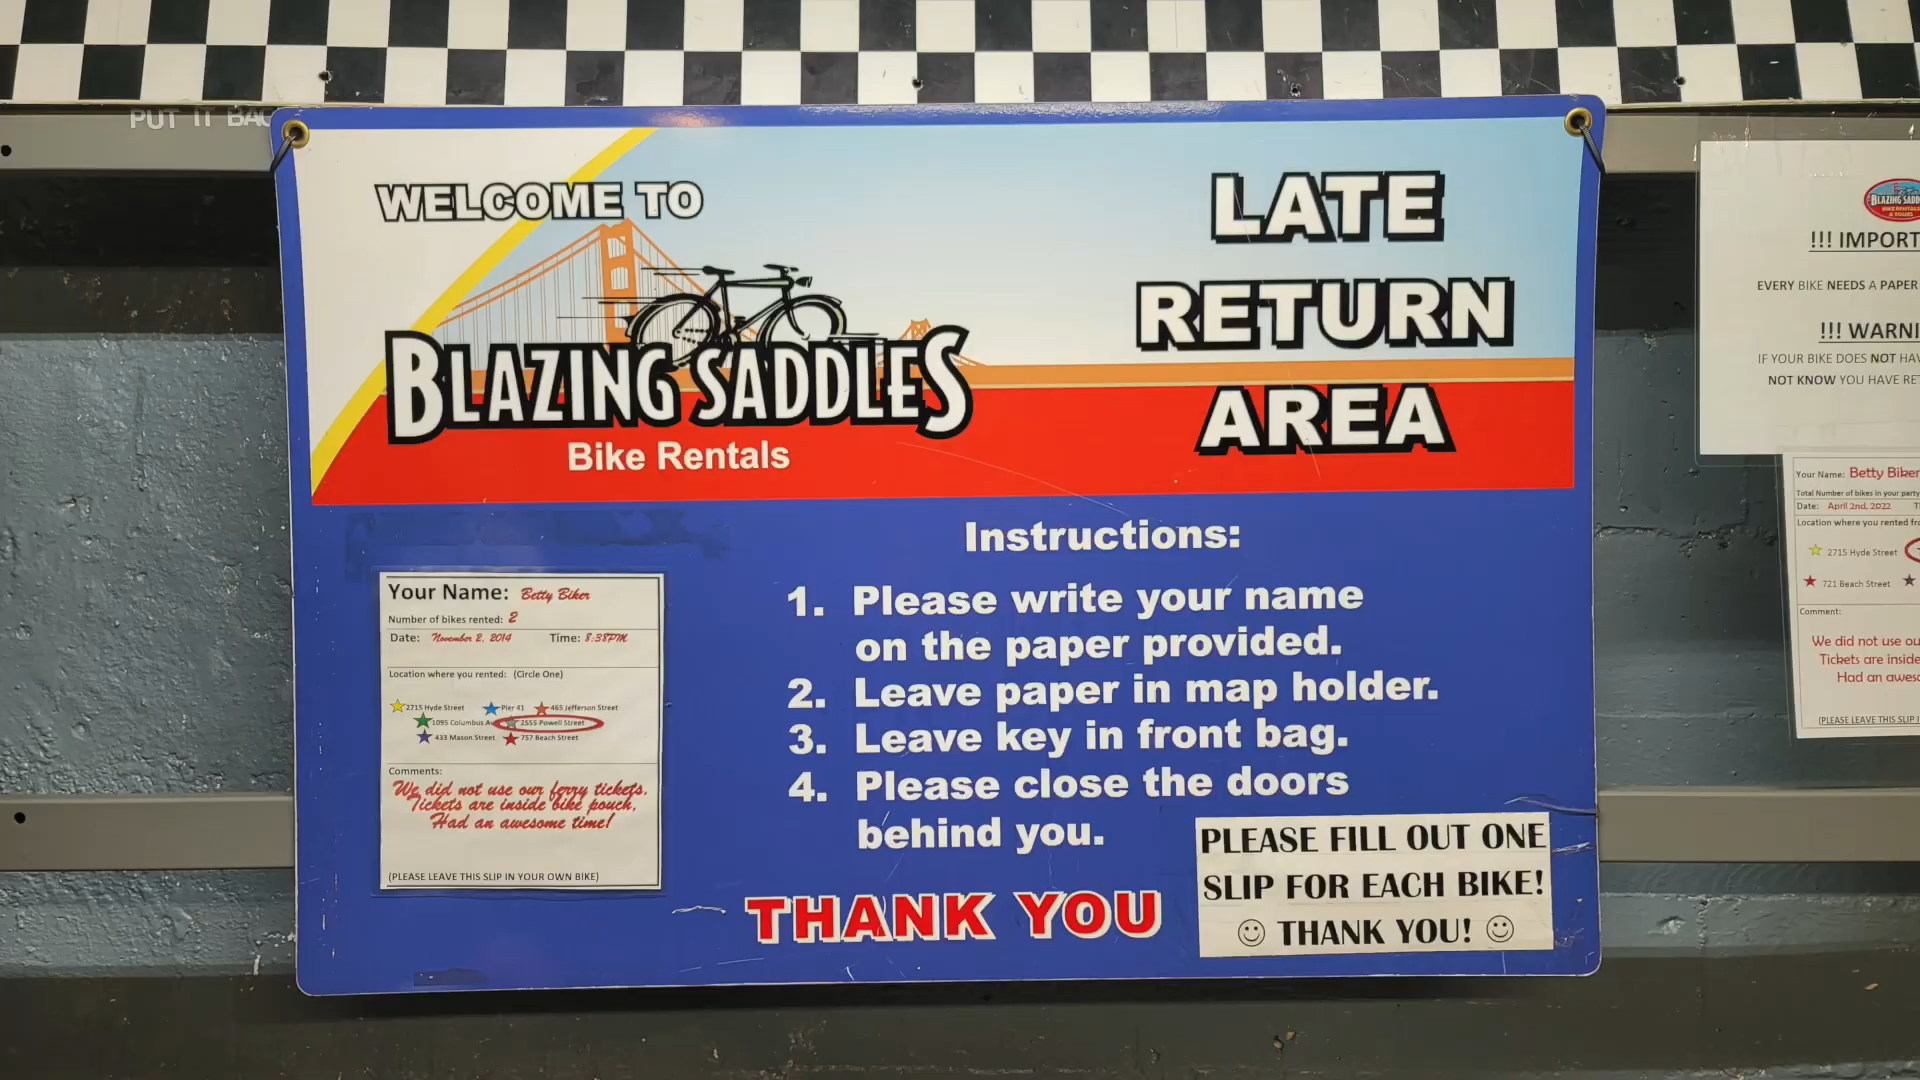 PUT IT BAC
WELCOME TO
BLAZING SADDLES
Bike Rentals
LATE
RETURN
AREA
Instructions:
1. Please write your name
on the paper provided.
2. Leave paper in map holder.
3. Leave key in front bag.
4. Please close the doors
behind you.
THANK YOU
PLEASE FILL OUT ONE
SLIP FOR EACH BIKE!
☺ THANK YOU! ☺
Your Name: Betty Biker
Number of bikes rented: 2
Date: November 2, 2014 Time: 8:38PM
Location where you rented: (Circle One)
2715 Hyde Street Pier 41 465 Jefferson Street
1095 Columbus Av 2555 Powell Street
433 Mason Street 757 Beach Street
Comments:
We did not use our ferry tickets.
Tickets are inside bike pouch,
Had an awesome time!
(PLEASE LEAVE THIS SLIP IN YOUR OWN BIKE)
BLAZING SADD
BIKE RENTALS
& TOURS
!!! IMPORT
EVERY BIKE NEEDS A PAPER
!!! WARNI
IF YOUR BIKE DOES NOT HAV
NOT KNOW YOU HAVE RET
Your Name: Betty Biker
Total Number of bikes in your party
Date: April 2nd, 2022 T
Location where you rented fro
2715 Hyde Street
721 Beach Street
Comment:
We did not use ou
Tickets are inside
Had an aweso
(PLEASE LEAVE THIS SLIP I